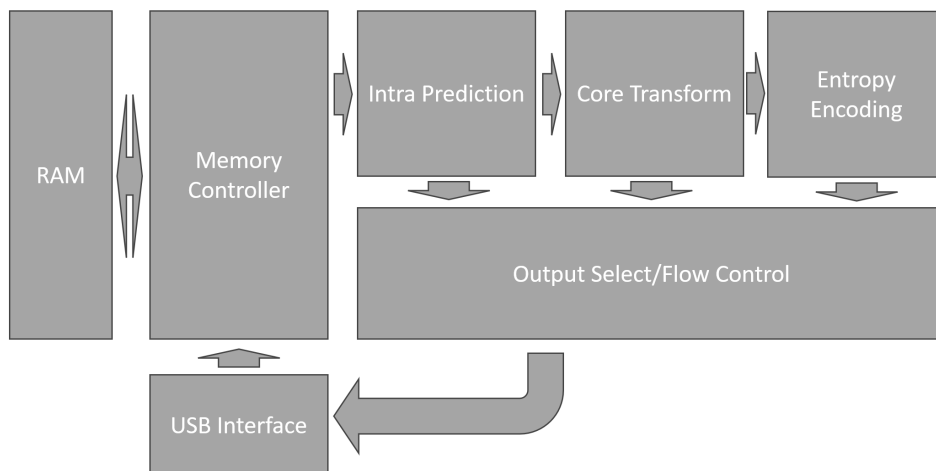 RAM
Memory
Controller
Intra Prediction
Core Transform
Entropy
Encoding
Output Select/Flow Control
USB Interface